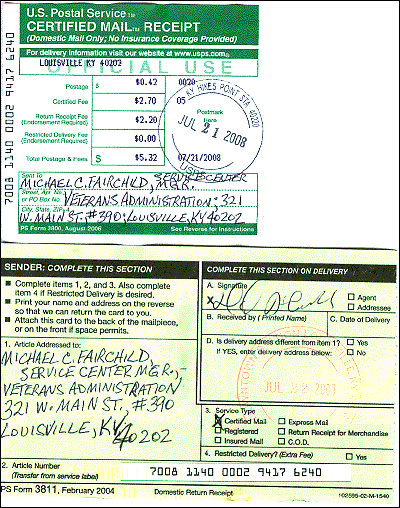 U.S. Postal Service™
CERTIFIED MAIL™ RECEIPT
(Domestic Mail Only; No Insurance Coverage Provided)
For delivery information visit our website at www.usps.com®
LOUISVILLE KY 40202
OFFICIAL USE
Postage $ $0.42 0020
Certified Fee $2.70 05
Return Receipt Fee
(Endorsement Required) $2.20
Restricted Delivery Fee
(Endorsement Required) $0.00
Total Postage & Fees $ $5.32 07/21/2008
Postmark
Here
KY HIKES POINT STA 40220
JUL 21 2008
USPS
7008 1140 0002 9417 6240
Sent To
MICHAEL C. FAIRCHILD, SERVICE CENTER MGR.
Street, Apt. No.;
or PO Box No.
VETERANS ADMINISTRATION; 321
City, State, ZIP+4
W. MAIN ST. #390; LOUISVILLE, KY 40202
PS Form 3800, August 2006 See Reverse for Instructions
SENDER: COMPLETE THIS SECTION
■ Complete items 1, 2, and 3. Also complete
item 4 if Restricted Delivery is desired.
■ Print your name and address on the reverse
so that we can return the card to you.
■ Attach this card to the back of the mailpiece,
or on the front if space permits.
1. Article Addressed to:
MICHAEL C. FAIRCHILD,
SERVICE CENTER MGR;-
VETERANS ADMINISTRATION
321 W. MAIN ST., #390
LOUISVILLE, KY
40202
COMPLETE THIS SECTION ON DELIVERY
A. Signature
X
Agent
Addressee
B. Received by (Printed Name) C. Date of Delivery
D. Is delivery address different from item 1? Yes
If YES, enter delivery address below: No
JUL 22
3. Service Type
Certified Mail Express Mail
Registered Return Receipt for Merchandise
Insured Mail C.O.D.
4. Restricted Delivery? (Extra Fee) Yes
2. Article Number
(Transfer from service label)
7008 1140 0002 9417 6240
PS Form 3811, February 2004 Domestic Return Receipt 102595-02-M-1540